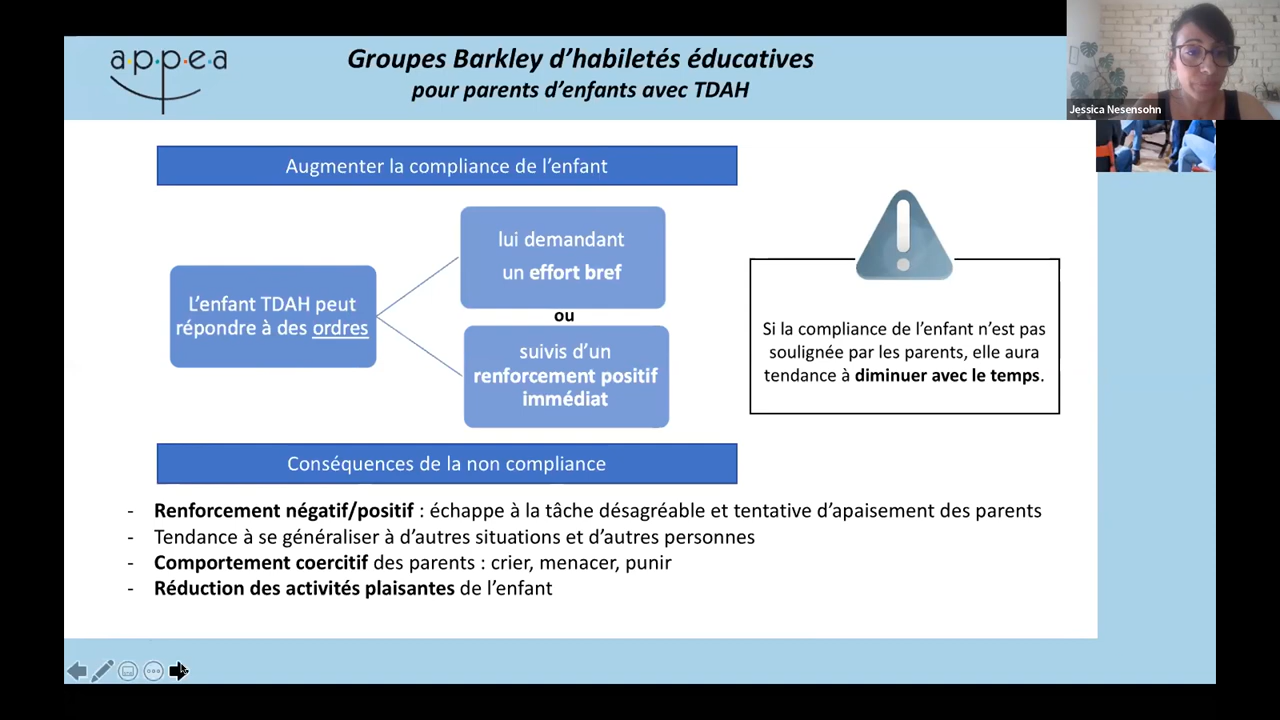 a·p·p·e·a
Groupes Barkley d’habiletés éducatives
pour parents d’enfants avec TDAH
Jessica Nesensohn
Augmenter la compliance de l’enfant
L’enfant TDAH peut
répondre à des ordres
lui demandant
un effort bref
ou
suivis d’un
renforcement positif
immédiat
Si la compliance de l’enfant n’est pas
soulignée par les parents, elle aura
tendance à diminuer avec le temps.
Conséquences de la non compliance
- Renforcement négatif/positif : échappe à la tâche désagréable et tentative d’apaisement des parents
- Tendance à se généraliser à d’autres situations et d’autres personnes
- Comportement coercitif des parents : crier, menacer, punir
- Réduction des activités plaisantes de l’enfant